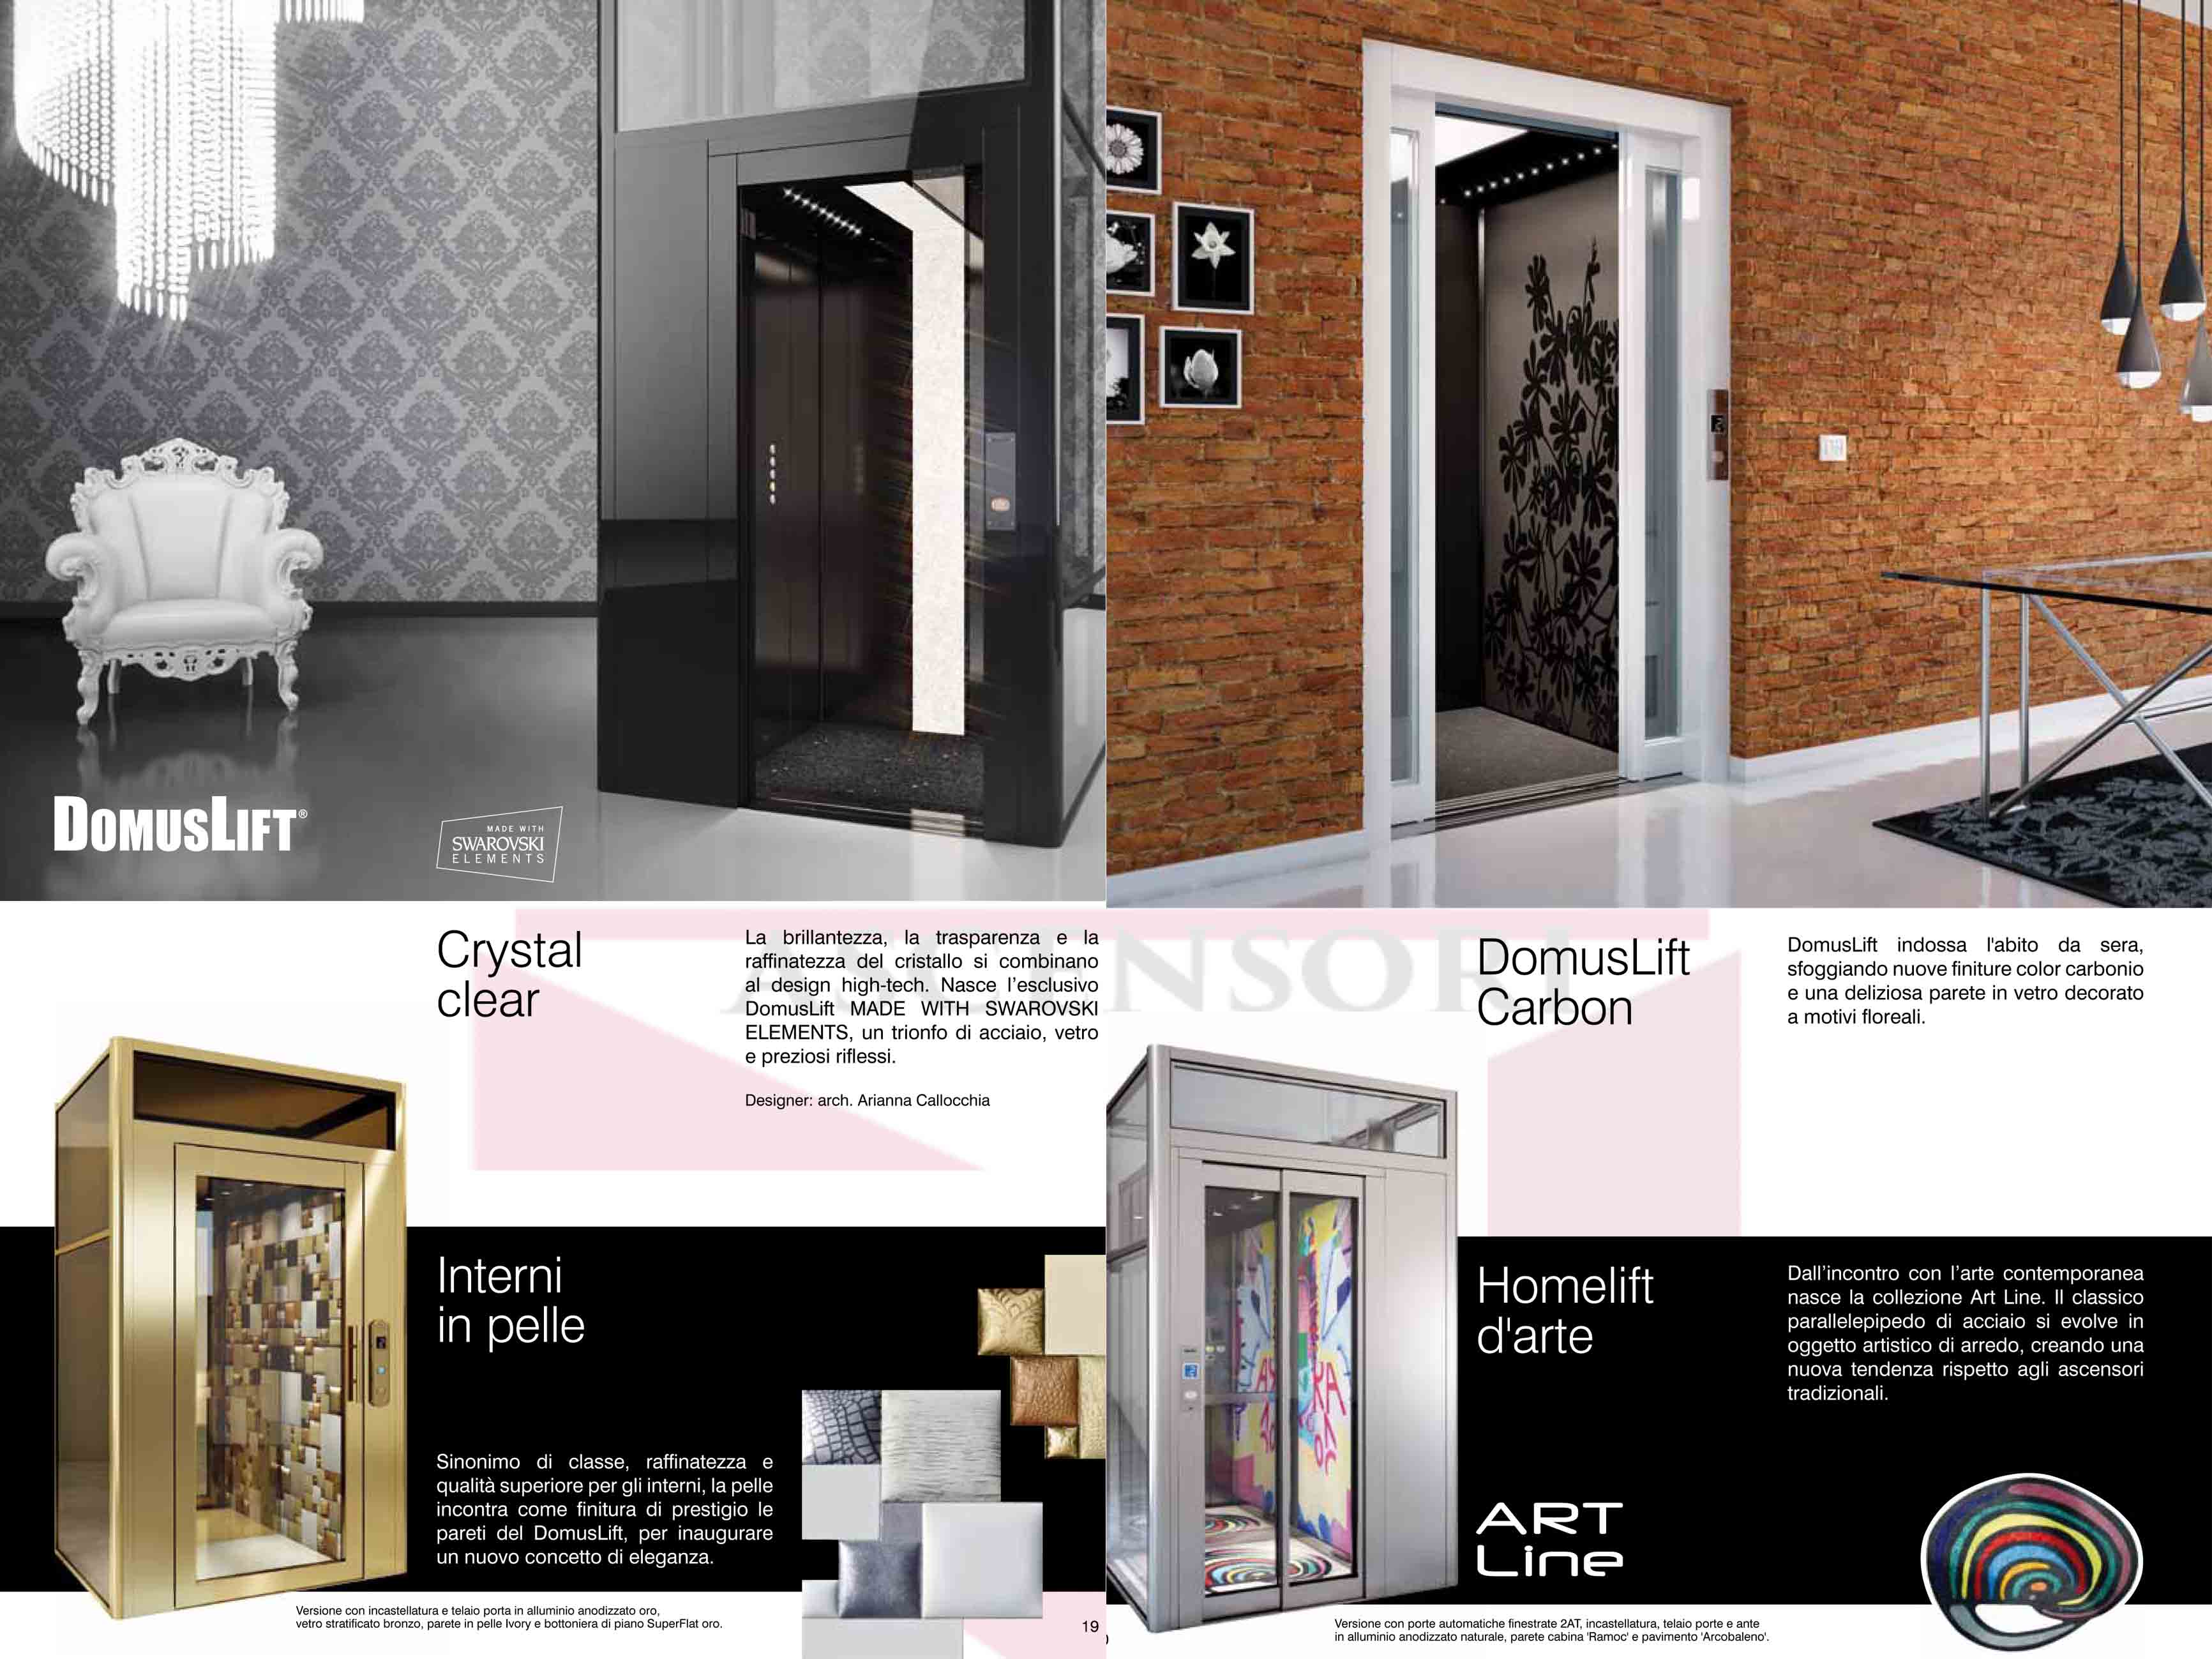 DOMUSLIFT®
MADE WITH
SWAROVSKI
ELEMENTS
Crystal
clear
La brillantezza, la trasparenza e la
raffinatezza del cristallo si combinano
al design high-tech. Nasce l'esclusivo
DomusLift MADE WITH SWAROVSKI
ELEMENTS, un trionfo di acciaio, vetro
e preziosi riflessi.
Designer: arch. Arianna Callocchia
ASCENSORI
Interni
in pelle
Sinonimo di classe, raffinatezza e
qualità superiore per gli interni, la pelle
incontra come finitura di prestigio le
pareti del DomusLift, per inaugurare
un nuovo concetto di eleganza.
Versione con incastellatura e telaio porta in alluminio anodizzato oro,
vetro stratificato bronzo, parete in pelle Ivory e bottoniera di piano SuperFlat oro.
19
DomusLift
Carbon
DomusLift indossa l'abito da sera,
sfoggiando nuove finiture color carbonio
e una deliziosa parete in vetro decorato
a motivi floreali.
Homelift
d'arte
Dall'incontro con l'arte contemporanea
nasce la collezione Art Line. Il classico
parallelepipedo di acciaio si evolve in
oggetto artistico di arredo, creando una
nuova tendenza rispetto agli ascensori
tradizionali.
ART
Line
Versione con porte automatiche finestrate 2AT, incastellatura, telaio porte e ante
in alluminio anodizzato naturale, parete cabina 'Ramoc' e pavimento 'Arcobaleno'.